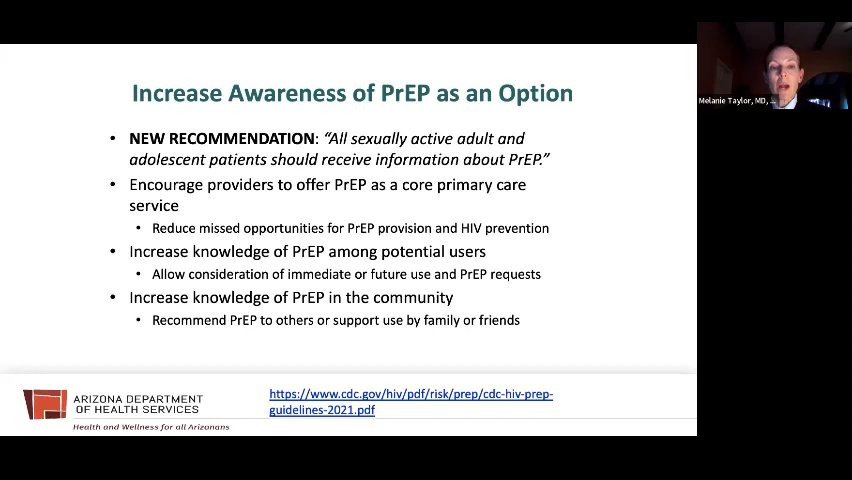 Increase Awareness of PrEP as an Option
• NEW RECOMMENDATION: “All sexually active adult and
adolescent patients should receive information about PrEP.”
• Encourage providers to offer PrEP as a core primary care
service
• Reduce missed opportunities for PrEP provision and HIV prevention
• Increase knowledge of PrEP among potential users
• Allow consideration of immediate or future use and PrEP requests
• Increase knowledge of PrEP in the community
• Recommend PrEP to others or support use by family or friends
ARIZONA DEPARTMENT
OF HEALTH SERVICES
Health and Wellness for all Arizonans
https://www.cdc.gov/hiv/pdf/risk/prep/cdc-hiv-prep-
guidelines-2021.pdf
Melanie Taylor, MD, ...